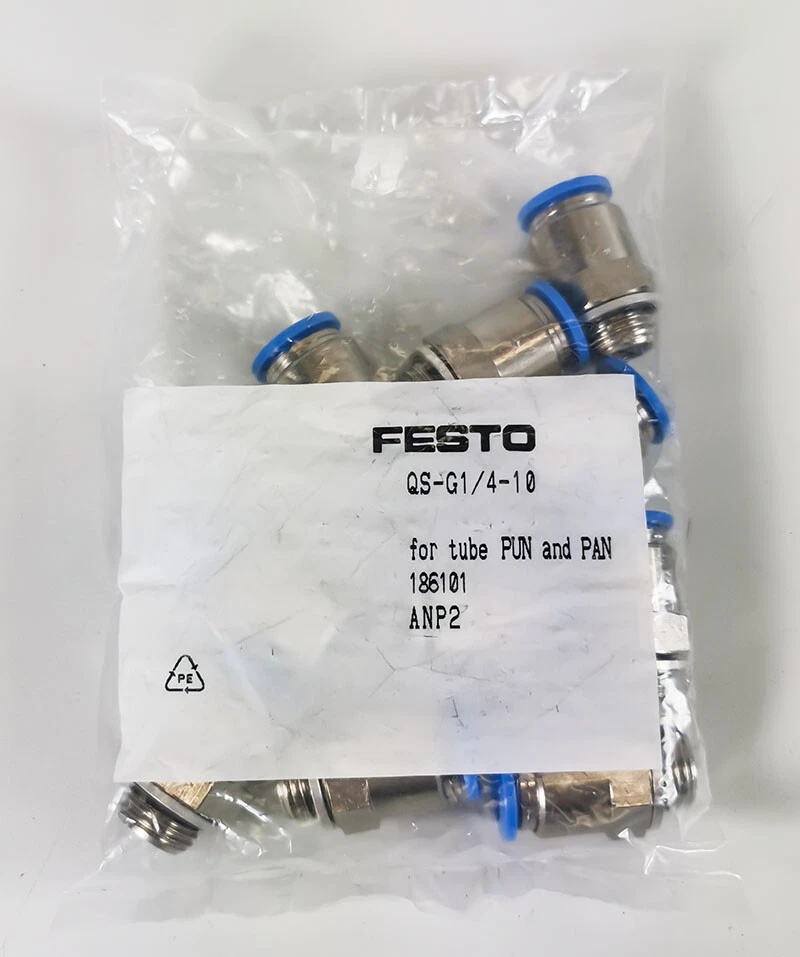 FESTO
QS-G1/4-10
for tube PUN and PAN
186101
ANP2
PE